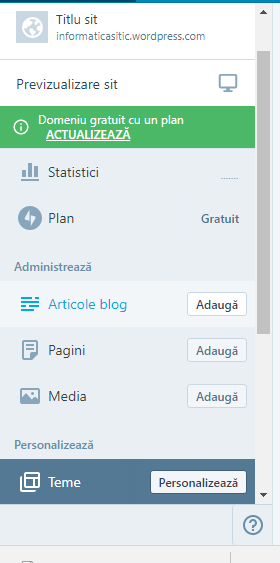 Titlu sit
informaticasitic.wordpress.com
Previzualizare sit
Domeniu gratuit cu un plan
ACTUALIZEAZĂ
Statistici
Plan Gratuit
Administrează
Articole blog Adaugă
Pagini Adaugă
Media Adaugă
Personalizează
Teme Personalizează